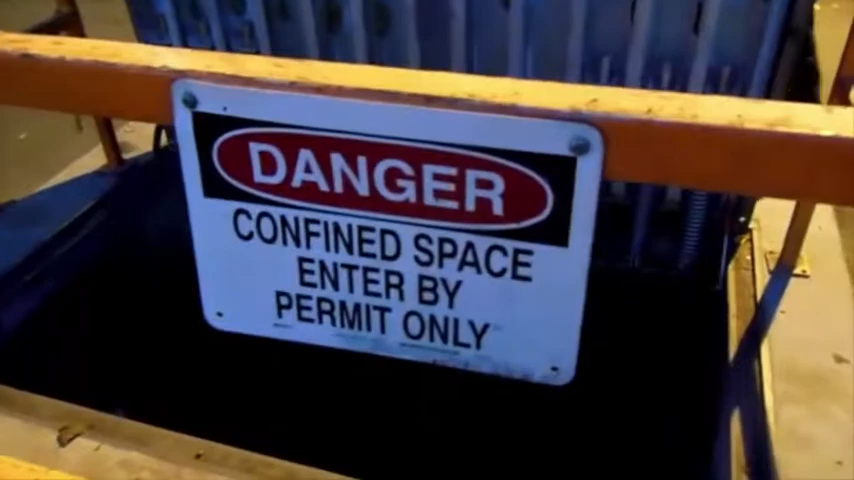 DANGER
CONFINED SPACE
ENTER BY
PERMIT ONLY